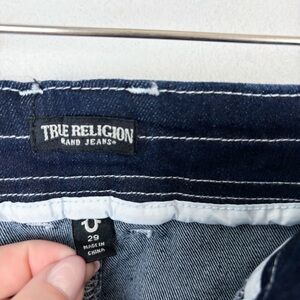 TRUE RELIGION
BRAND JEANS
29
MADE IN
CHINA